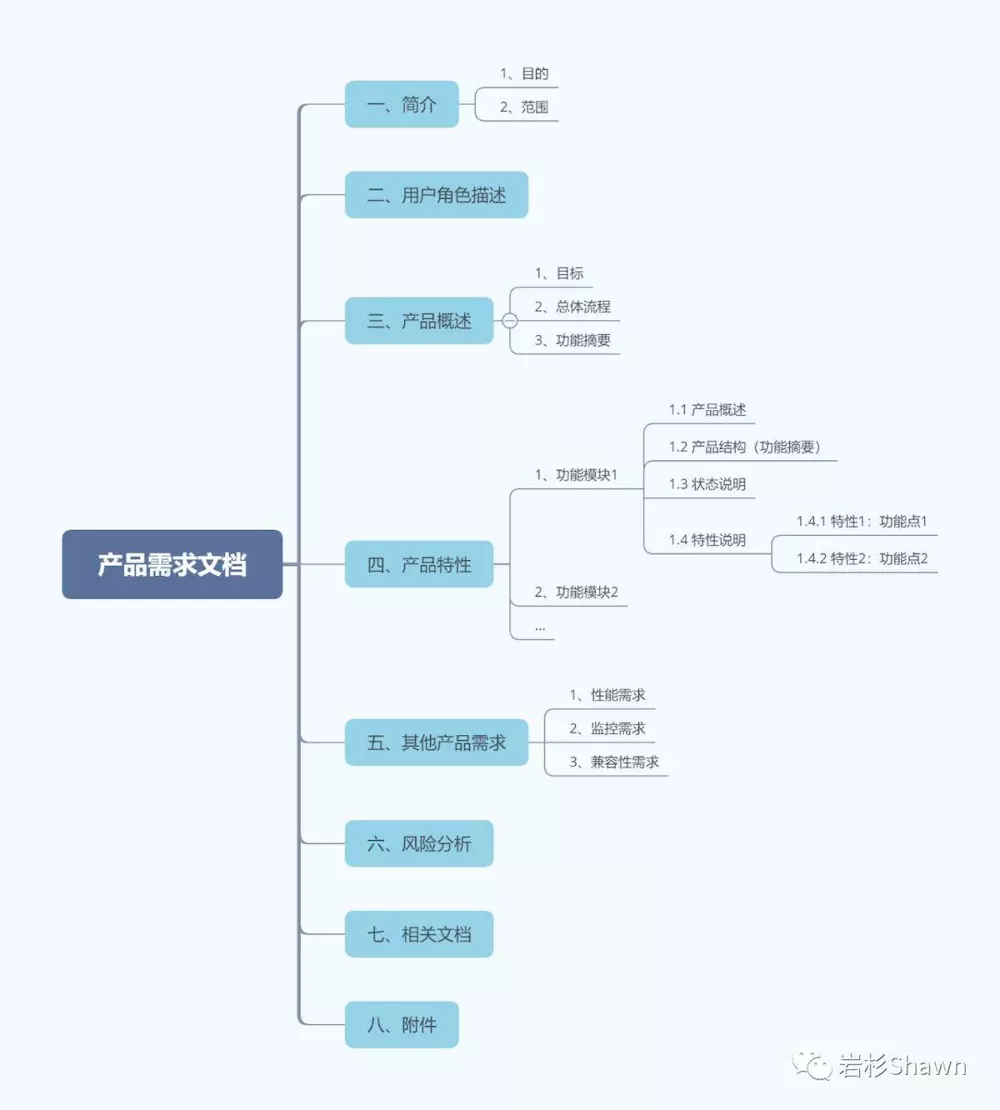 产品需求文档
一、简介
1、目的
2、范围
二、用户角色描述
三、产品概述
1、目标
2、总体流程
3、功能摘要
四、产品特性
1、功能模块1
1.1 产品概述
1.2 产品结构（功能摘要）
1.3 状态说明
1.4 特性说明
1.4.1 特性1：功能点1
1.4.2 特性2：功能点2
2、功能模块2
...
五、其他产品需求
1、性能需求
2、监控需求
3、兼容性需求
六、风险分析
七、相关文档
八、附件
岩杉Shawn